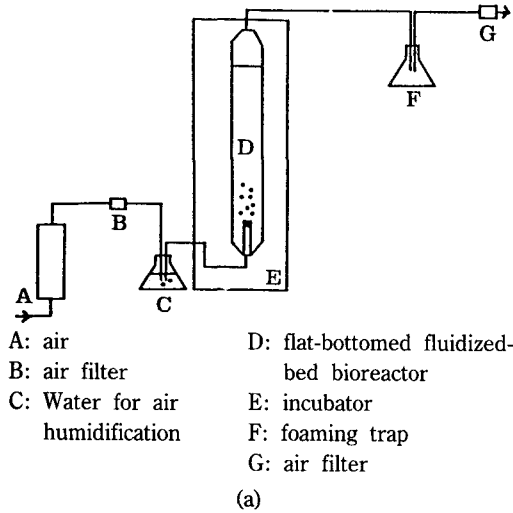 G
F
D
B
E
A
C
A: air
B: air filter
C: Water for air
humidification
D: flat-bottomed fluidized-
bed bioreactor
E: incubator
F: foaming trap
G: air filter
(a)